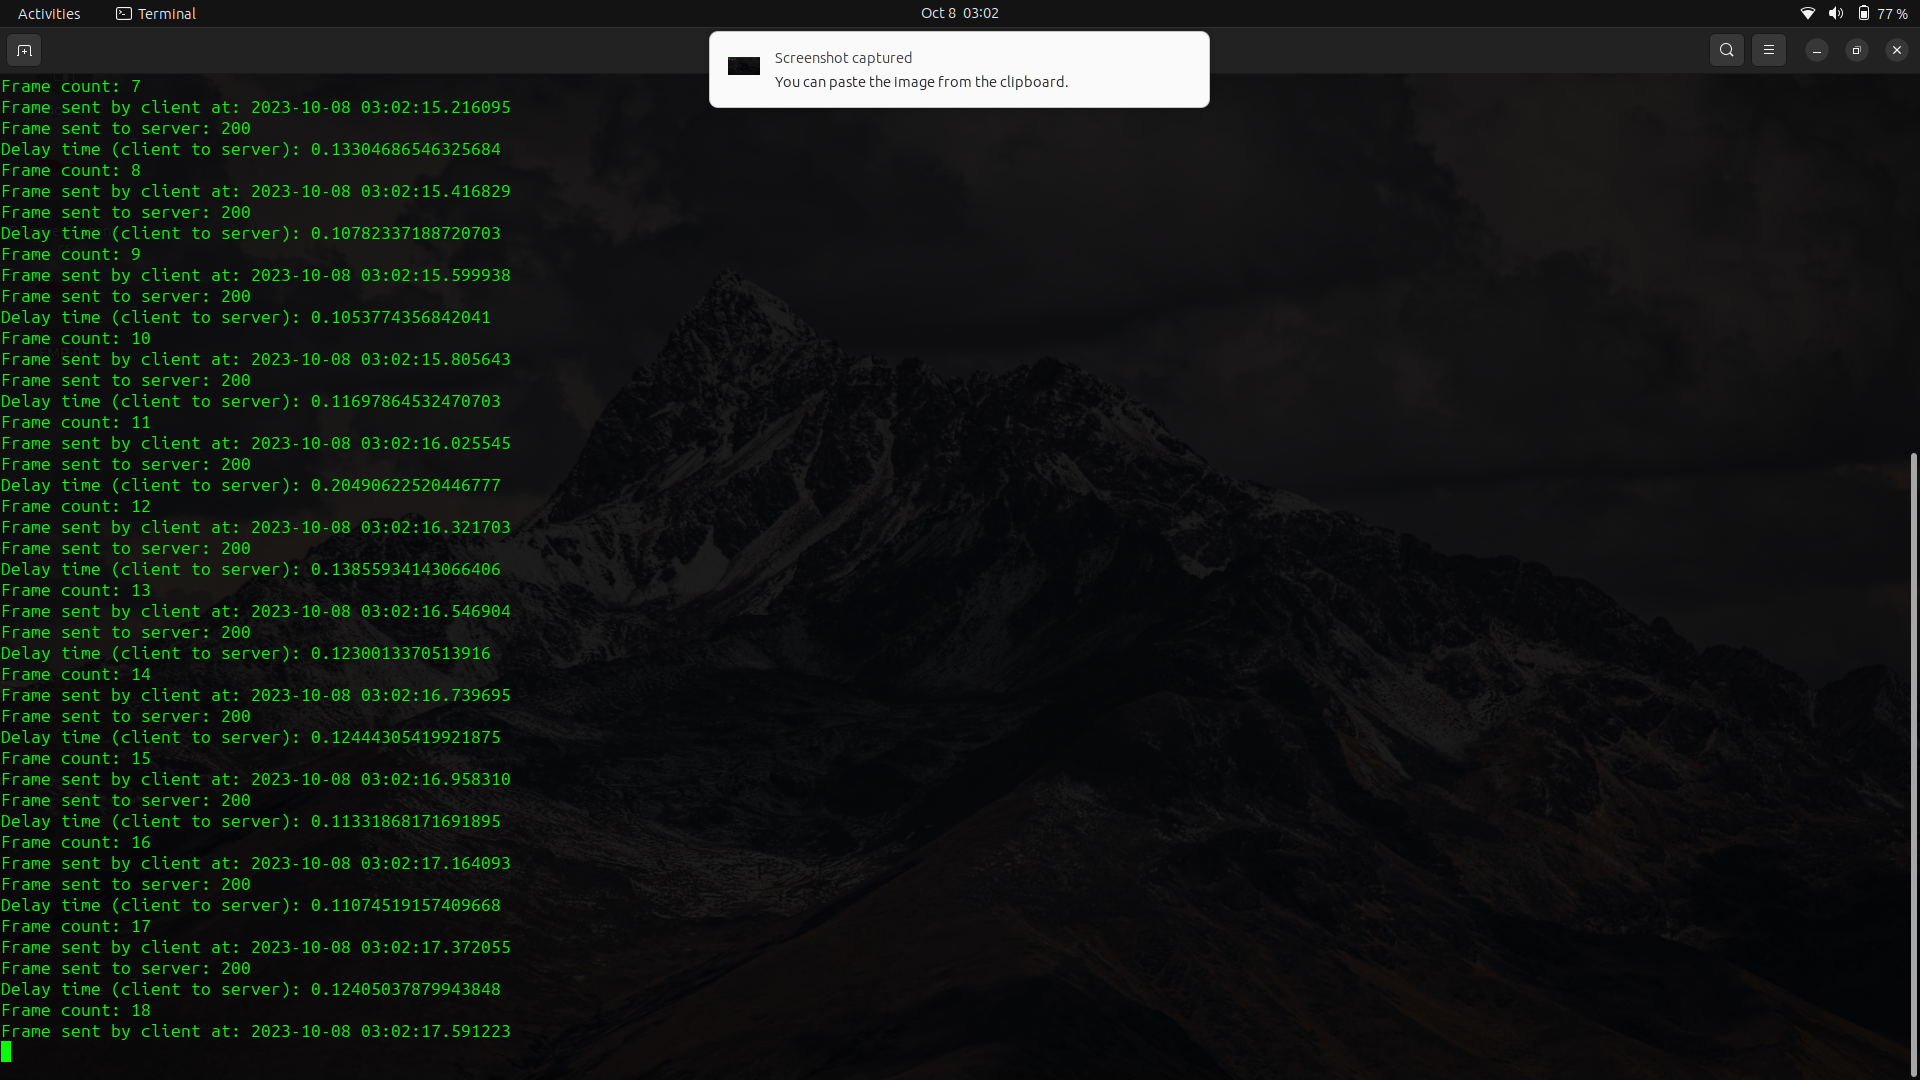 Activities Terminal Oct 8 03:02 77 %
Screenshot captured
You can paste the image from the clipboard.
Frame count: 7
Frame sent by client at: 2023-10-08 03:02:15.216095
Frame sent to server: 200
Delay time (client to server): 0.13304686546325684
Frame count: 8
Frame sent by client at: 2023-10-08 03:02:15.416829
Frame sent to server: 200
Delay time (client to server): 0.10782337188720703
Frame count: 9
Frame sent by client at: 2023-10-08 03:02:15.599938
Frame sent to server: 200
Delay time (client to server): 0.1053774356842041
Frame count: 10
Frame sent by client at: 2023-10-08 03:02:15.805643
Frame sent to server: 200
Delay time (client to server): 0.11697864532470703
Frame count: 11
Frame sent by client at: 2023-10-08 03:02:16.025545
Frame sent to server: 200
Delay time (client to server): 0.20490622520446777
Frame count: 12
Frame sent by client at: 2023-10-08 03:02:16.321703
Frame sent to server: 200
Delay time (client to server): 0.13855934143066406
Frame count: 13
Frame sent by client at: 2023-10-08 03:02:16.546904
Frame sent to server: 200
Delay time (client to server): 0.1230013370513916
Frame count: 14
Frame sent by client at: 2023-10-08 03:02:16.739695
Frame sent to server: 200
Delay time (client to server): 0.12444305419921875
Frame count: 15
Frame sent by client at: 2023-10-08 03:02:16.958310
Frame sent to server: 200
Delay time (client to server): 0.11331868171691895
Frame count: 16
Frame sent by client at: 2023-10-08 03:02:17.164093
Frame sent to server: 200
Delay time (client to server): 0.11074519157409668
Frame count: 17
Frame sent by client at: 2023-10-08 03:02:17.372055
Frame sent to server: 200
Delay time (client to server): 0.12405037879943848
Frame count: 18
Frame sent by client at: 2023-10-08 03:02:17.591223